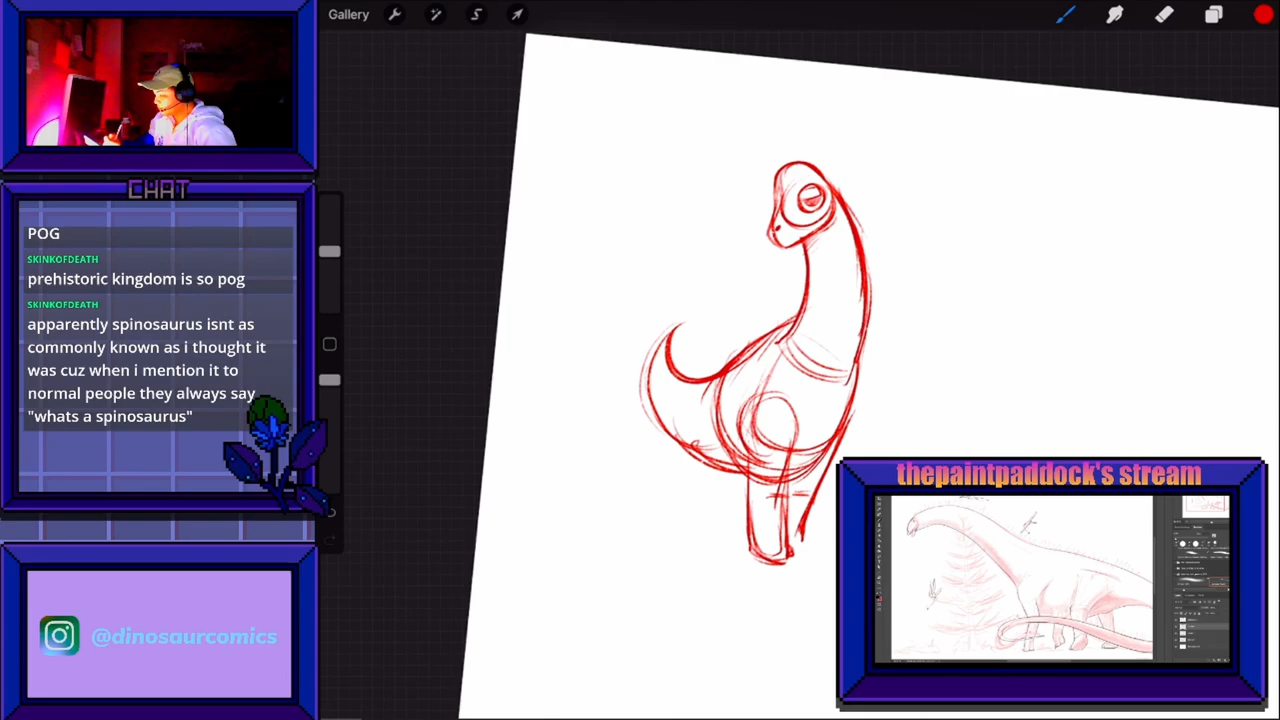 Gallery
CHAT
POG
SKINKOFDEATH
prehistoric kingdom is so pog
SKINKOFDEATH
apparently spinosaurus isnt as
commonly known as i thought it
was cuz when i mention it to
normal people they always say
"whats a spinosaurus"
thepaintpaddock's stream
@dinosaurcomics